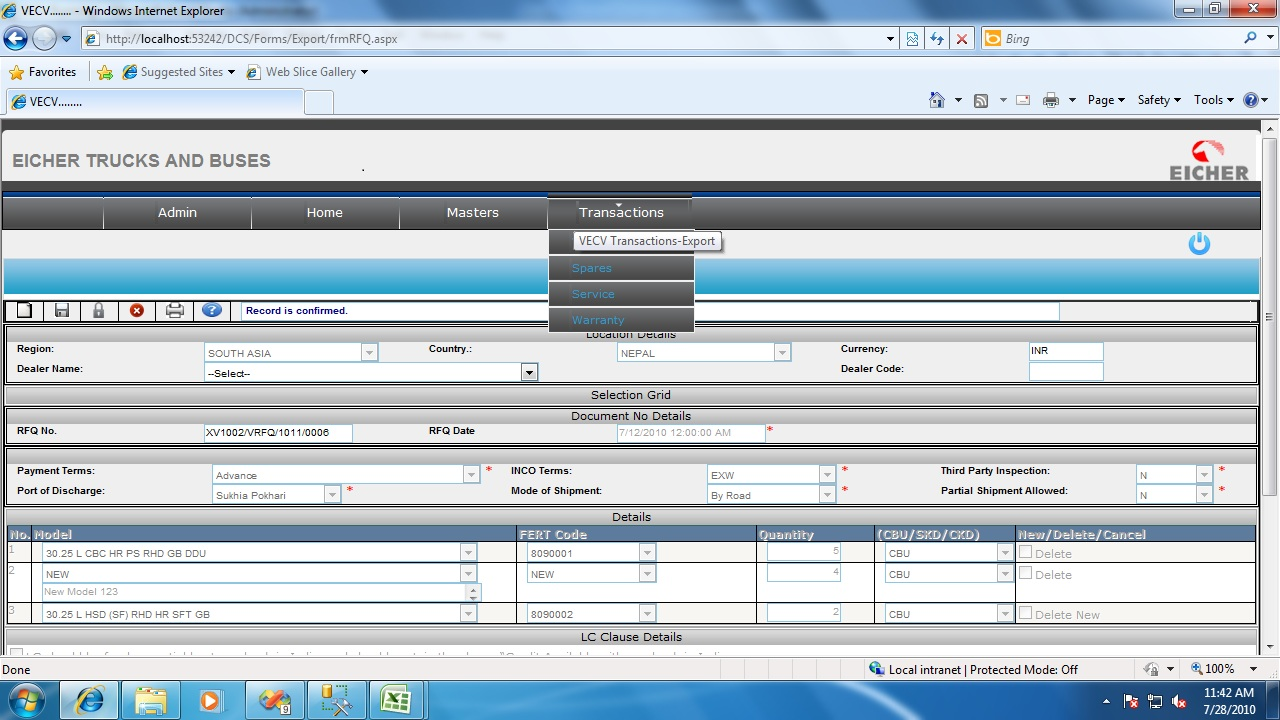 VECV........ - Windows Internet Explorer
http://localhost:53242/DCS/Forms/Export/frmRFQ.aspx
Bing
Favorites Suggested Sites Web Slice Gallery
VECV........
Page Safety Tools
EICHER TRUCKS AND BUSES .
EICHER
Admin Home Masters Transactions
VECV Transactions-Export
Spares
Service
Warranty
Record is confirmed.
Location Details
Region: SOUTH ASIA Country.: NEPAL Currency: INR
Dealer Name: --Select-- Dealer Code:
Selection Grid
Document No Details
RFQ No. XV1002/VRFQ/1011/0006 RFQ Date 7/12/2010 12:00:00 AM *
Payment Terms: Advance * INCO Terms: EXW * Third Party Inspection: N *
Port of Discharge: Sukhia Pokhari * Mode of Shipment: By Road * Partial Shipment Allowed: N *
Details
No. Model FERT Code Quantity (CBU/SKD/CKD) New/Delete/Cancel
1 30.25 L CBC HR PS RHD GB DDU 8090001 5 CBU Delete
2 NEW NEW 4 CBU Delete
New Model 123
3 30.25 L HSD (SF) RHD HR SFT GB 8090002 2 CBU Delete New
LC Clause Details
Done Local intranet | Protected Mode: Off 100%
9
11:42 AM
7/28/2010